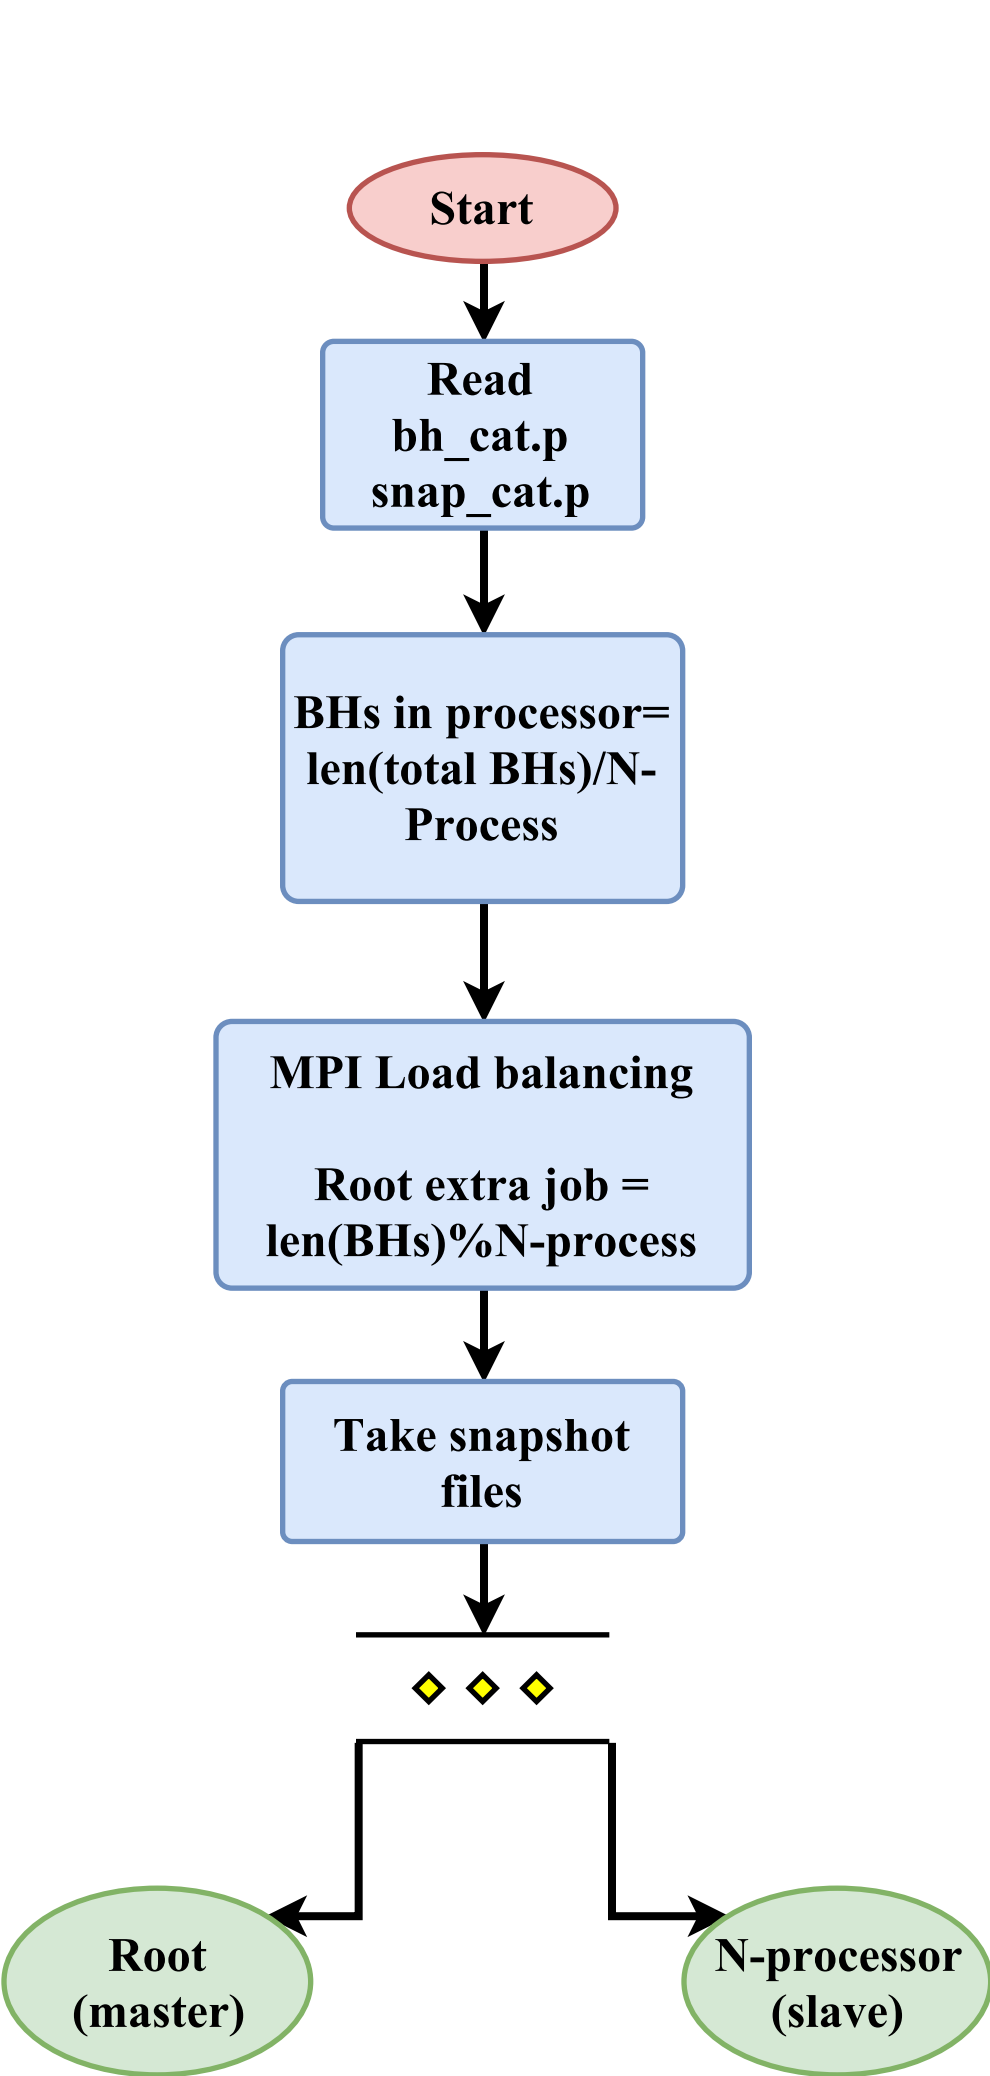 Start
Read
bh_cat.p
snap_cat.p
BHs in processor=
len(total BHs)/N-
Process
MPI Load balancing
Root extra job =
len(BHs)%N-process
Take snapshot
files
Root
(master)
N-processor
(slave)